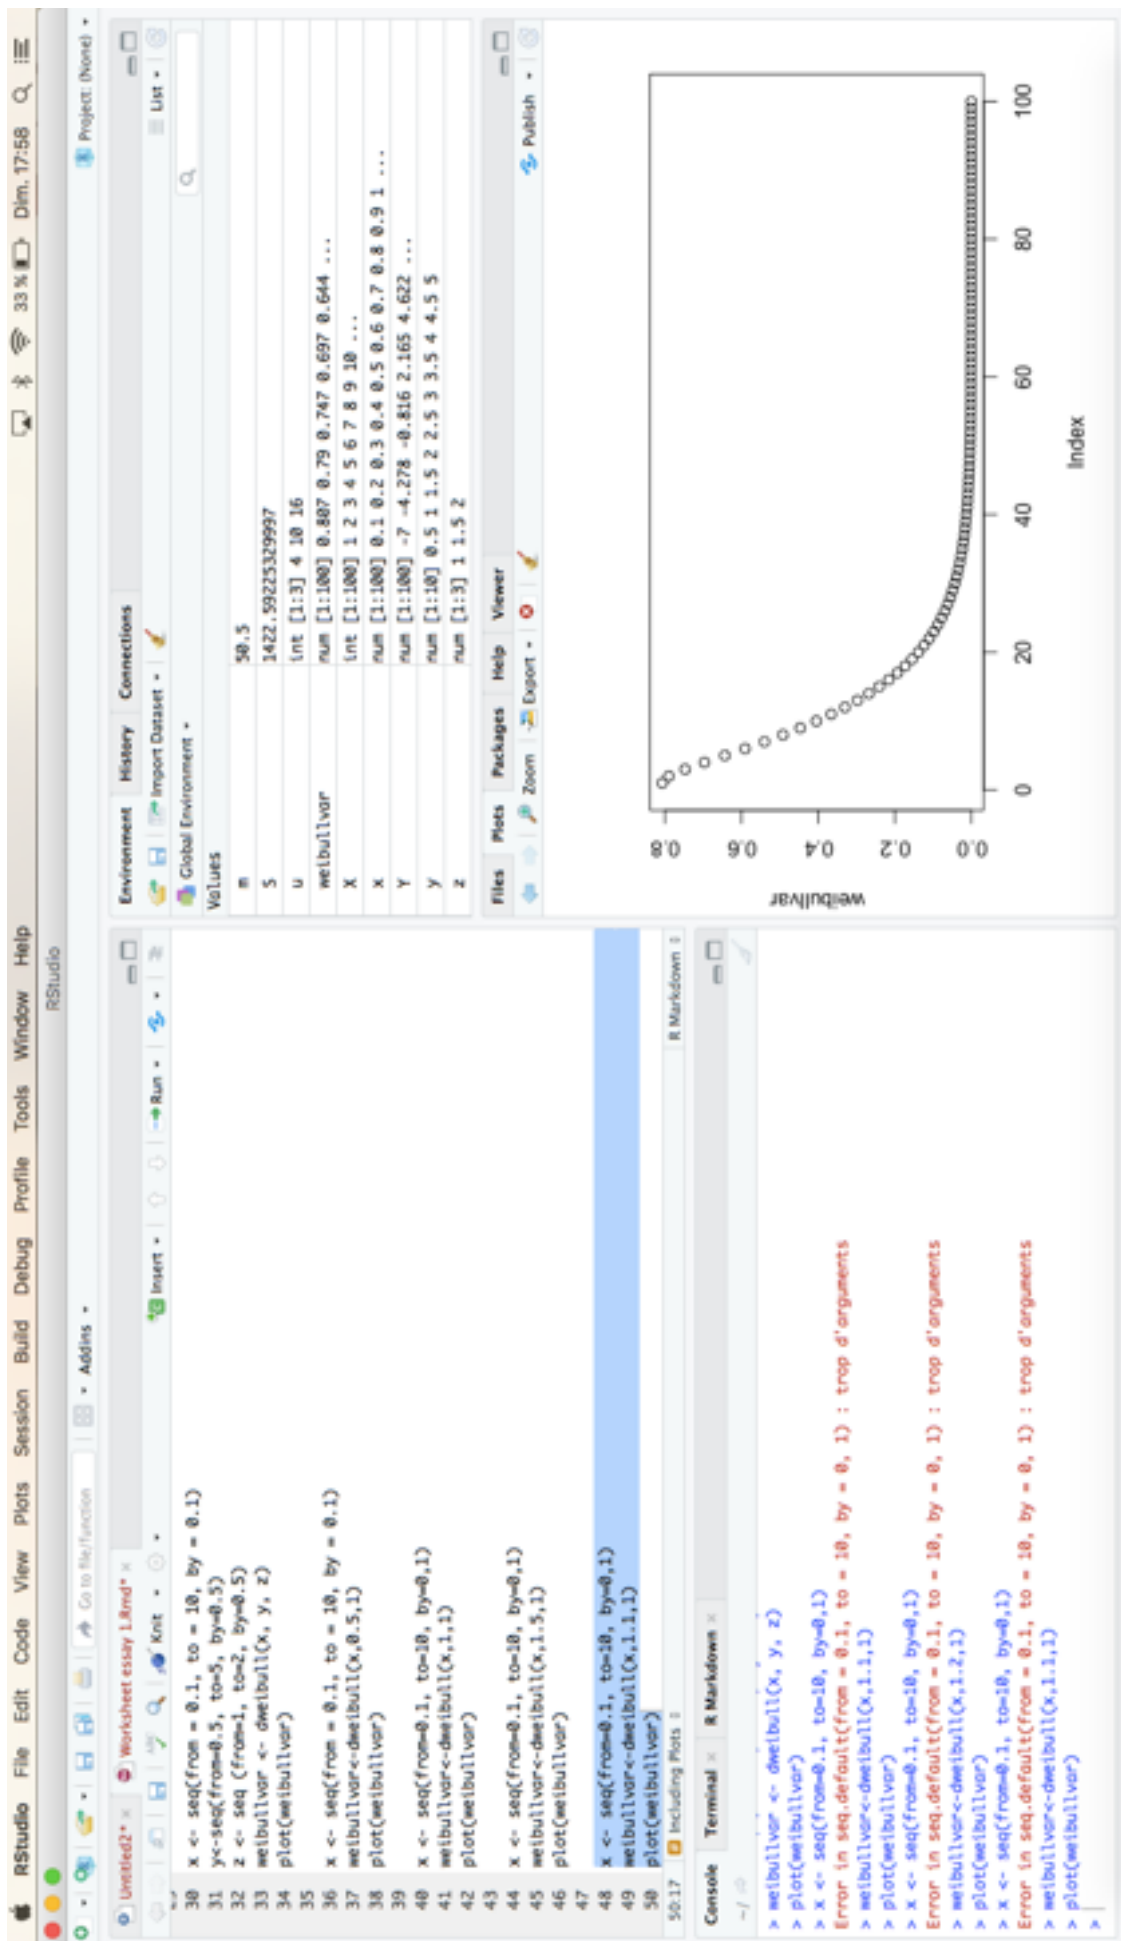 RStudio File Edit Code View Plots Session Build Debug Profile Tools Window Help 33 % Dim. 17:58
RStudio
Go to file/function Addins Project: (None)
Untitled2* Worksheet essay 1.Rmd*
ABC Knit Insert Run
30 x <- seq(from = 0.1, to = 10, by = 0.1)
31 y<-seq(from=0.5, to=5, by=0.5)
32 z <- seq (from=1, to=2, by=0.5)
33 weibullvar <- dweibull(x, y, z)
34 plot(weibullvar)
35
36 x <- seq(from = 0.1, to = 10, by = 0.1)
37 weibullvar<-dweibull(x,0.5,1)
38 plot(weibullvar)
39
40 x <- seq(from=0.1, to=10, by=0,1)
41 weibullvar<-dweibull(x,1,1)
42 plot(weibullvar)
43
44 x <- seq(from=0.1, to=10, by=0,1)
45 weibullvar<-dweibull(x,1.5,1)
46 plot(weibullvar)
47
48 x <- seq(from=0.1, to=10, by=0,1)
49 weibullvar<-dweibull(x,1.1,1)
50 plot(weibullvar)
50:17 Including Plots R Markdown
Console Terminal R Markdown
~/
> weibullvar <- dweibull(x, y, z)
> plot(weibullvar)
> x <- seq(from=0.1, to=10, by=0,1)
Error in seq.default(from = 0.1, to = 10, by = 0, 1) : trop d'arguments
> weibullvar<-dweibull(x,1.1,1)
> plot(weibullvar)
> x <- seq(from=0.1, to=10, by=0,1)
Error in seq.default(from = 0.1, to = 10, by = 0, 1) : trop d'arguments
> weibullvar<-dweibull(x,1.2,1)
> plot(weibullvar)
> x <- seq(from=0.1, to=10, by=0,1)
Error in seq.default(from = 0.1, to = 10, by = 0, 1) : trop d'arguments
> weibullvar<-dweibull(x,1.1,1)
> plot(weibullvar)
>
Environment History Connections
Import Dataset List
Global Environment
Values
m 50.5
S 1422.59225329997
u int [1:3] 4 10 16
weibullvar num [1:100] 0.807 0.79 0.747 0.697 0.644 ...
X int [1:100] 1 2 3 4 5 6 7 8 9 10 ...
x num [1:100] 0.1 0.2 0.3 0.4 0.5 0.6 0.7 0.8 0.9 1 ...
Y num [1:100] -7 -4.278 -0.816 2.165 4.622 ...
y num [1:10] 0.5 1 1.5 2 2.5 3 3.5 4 4.5 5
z num [1:3] 1 1.5 2
Files Plots Packages Help Viewer
Zoom Export Publish
weibullvar
0.8
0.6
0.4
0.2
0.0
0 20 40 60 80 100
Index